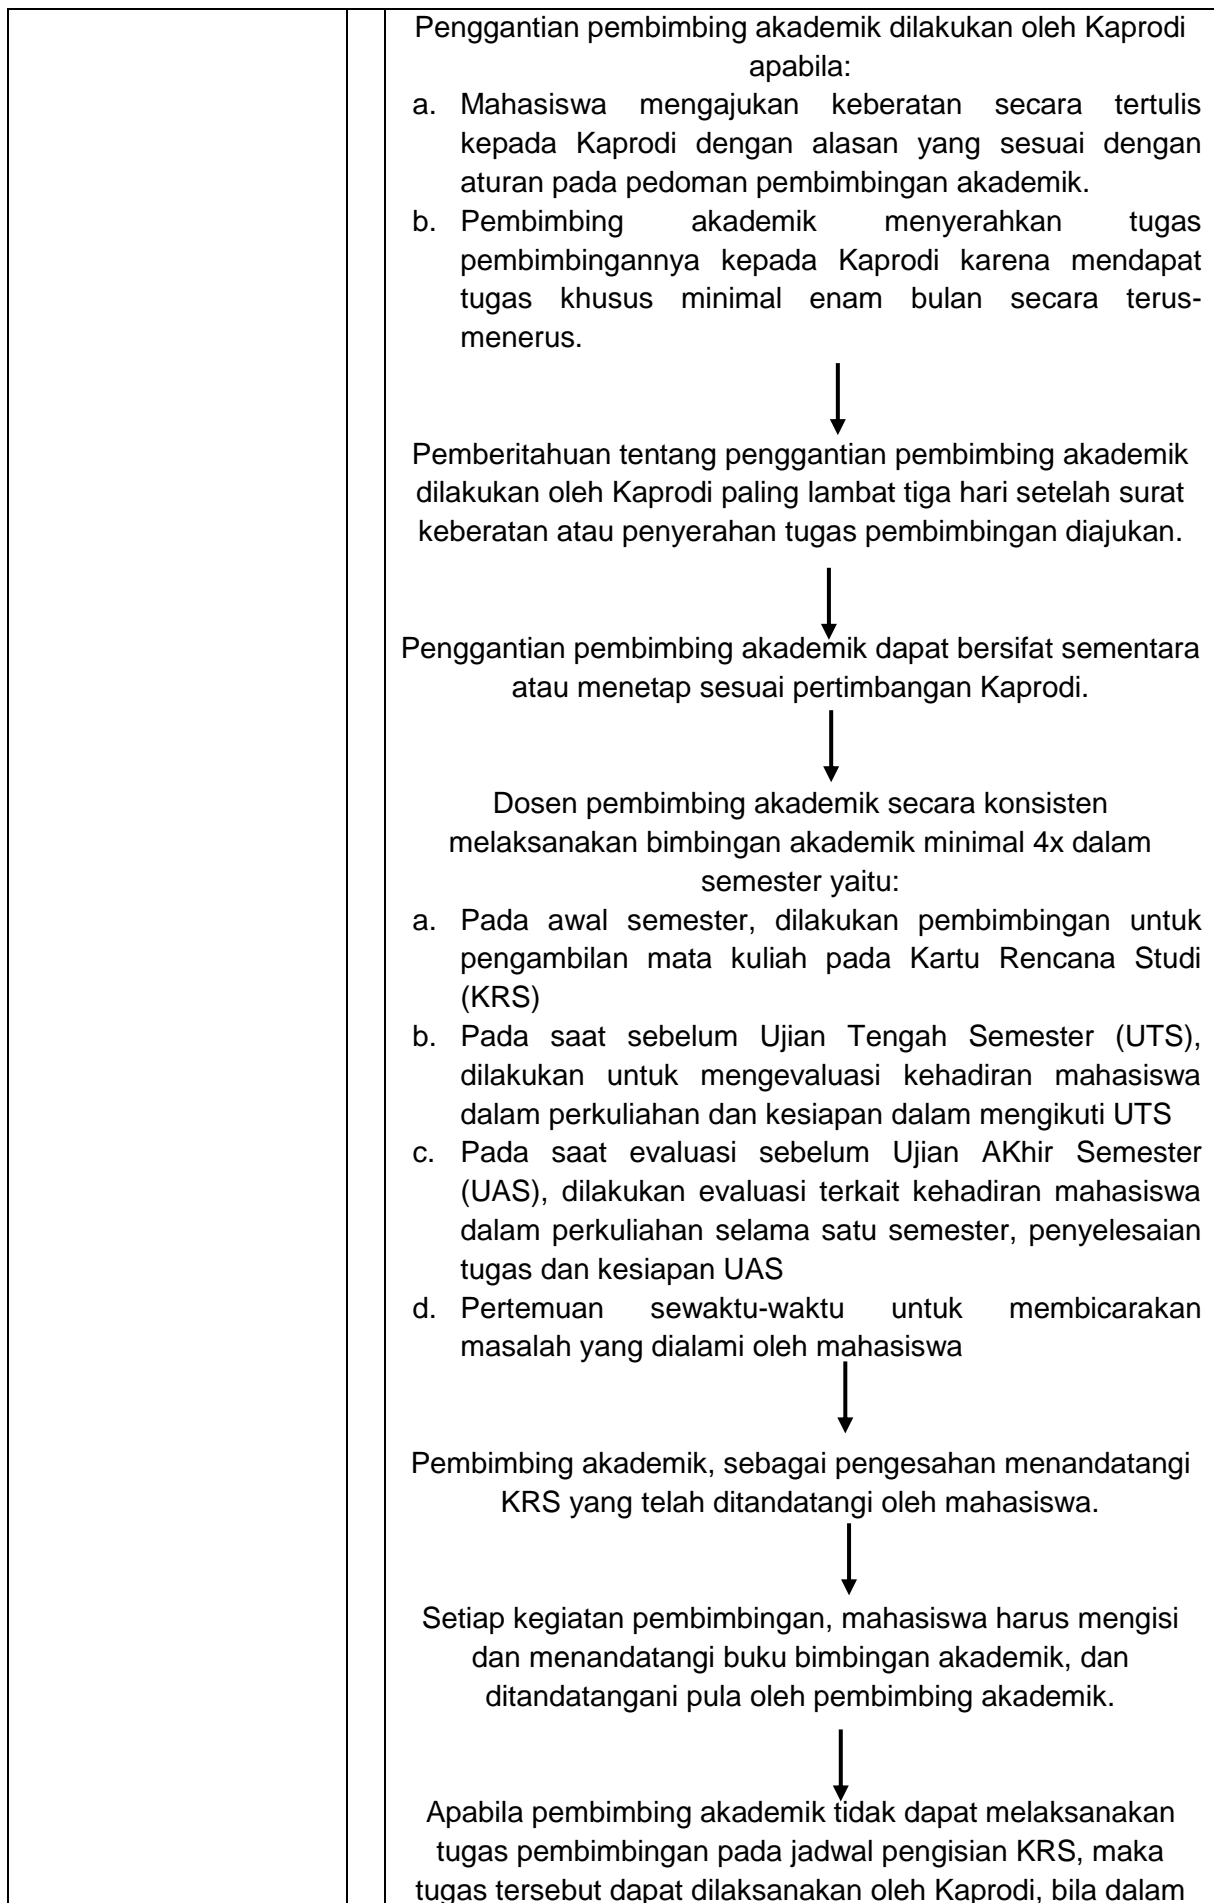 Penggantian pembimbing akademik dilakukan oleh Kaprodi
apabila:
a. Mahasiswa mengajukan keberatan secara tertulis
kepada Kaprodi dengan alasan yang sesuai dengan
aturan pada pedoman pembimbingan akademik.
b. Pembimbing akademik menyerahkan tugas
pembimbingannya kepada Kaprodi karena mendapat
tugas khusus minimal enam bulan secara terus-
menerus.
Pemberitahuan tentang penggantian pembimbing akademik
dilakukan oleh Kaprodi paling lambat tiga hari setelah surat
keberatan atau penyerahan tugas pembimbingan diajukan.
Penggantian pembimbing akademik dapat bersifat sementara
atau menetap sesuai pertimbangan Kaprodi.
Dosen pembimbing akademik secara konsisten
melaksanakan bimbingan akademik minimal 4x dalam
semester yaitu:
a. Pada awal semester, dilakukan pembimbingan untuk
pengambilan mata kuliah pada Kartu Rencana Studi
(KRS)
b. Pada saat sebelum Ujian Tengah Semester (UTS),
dilakukan untuk mengevaluasi kehadiran mahasiswa
dalam perkuliahan dan kesiapan dalam mengikuti UTS
c. Pada saat evaluasi sebelum Ujian AKhir Semester
(UAS), dilakukan evaluasi terkait kehadiran mahasiswa
dalam perkuliahan selama satu semester, penyelesaian
tugas dan kesiapan UAS
d. Pertemuan sewaktu-waktu untuk membicarakan
masalah yang dialami oleh mahasiswa
Pembimbing akademik, sebagai pengesahan menandatangi
KRS yang telah ditandatangi oleh mahasiswa.
Setiap kegiatan pembimbingan, mahasiswa harus mengisi
dan menandatangi buku bimbingan akademik, dan
ditandatangani pula oleh pembimbing akademik.
Apabila pembimbing akademik tidak dapat melaksanakan
tugas pembimbingan pada jadwal pengisian KRS, maka
tugas tersebut dapat dilaksanakan oleh Kaprodi, bila dalam